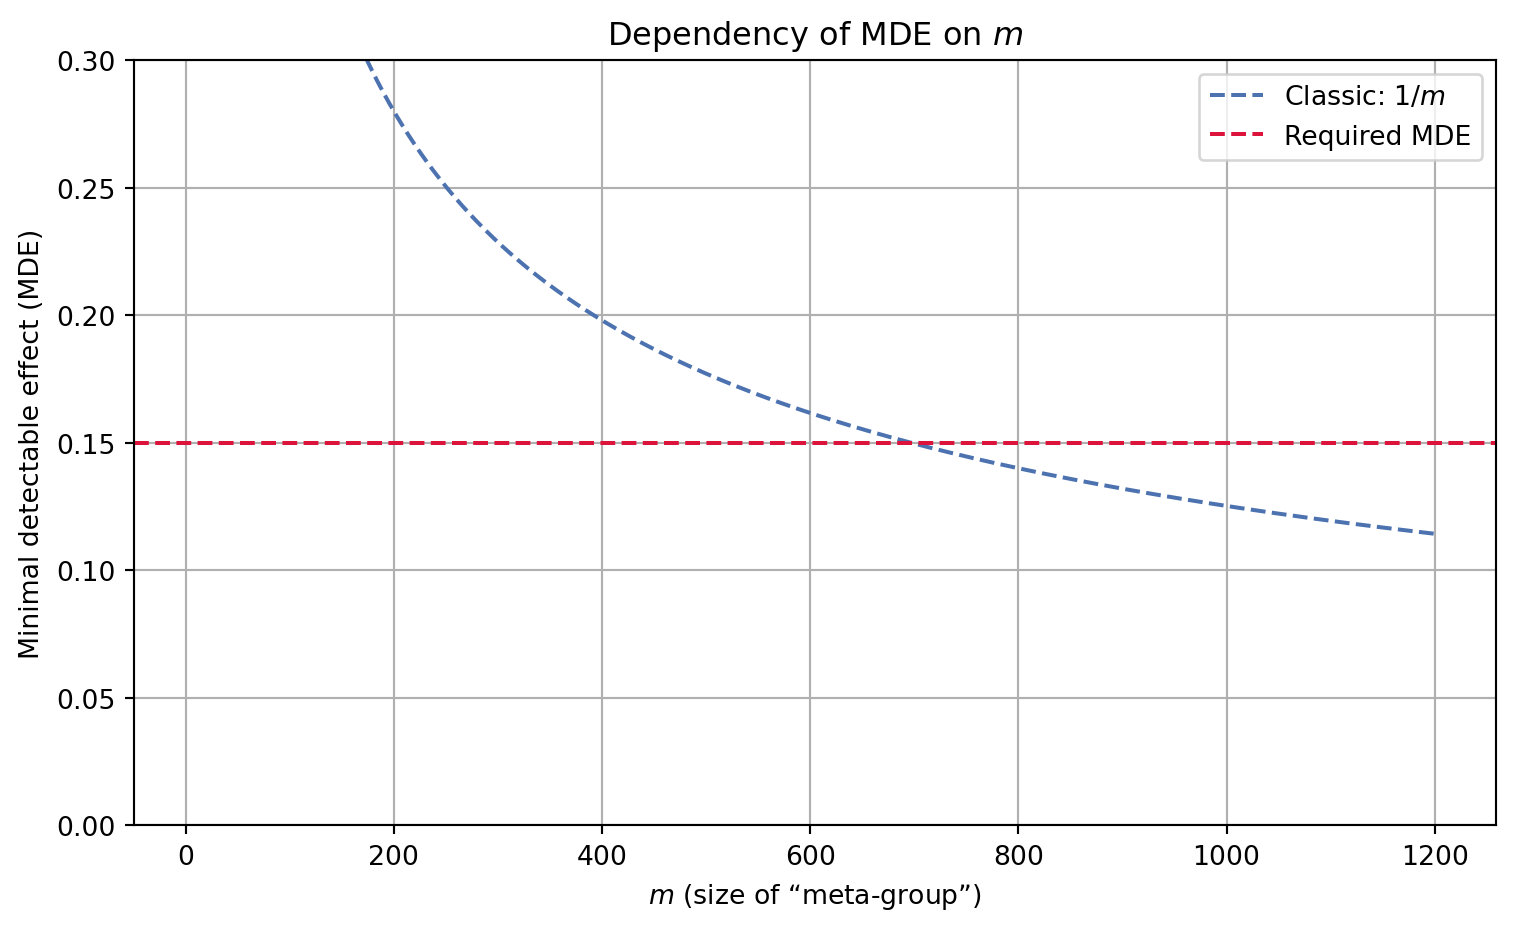 Dependency of MDE on m
0.30
0.25
0.20
0.15
0.10
0.05
0.00
Minimal detectable effect (MDE)
Classic: 1/m
Required MDE
0
200
400
600
800
1000
1200
m (size of “meta-group”)